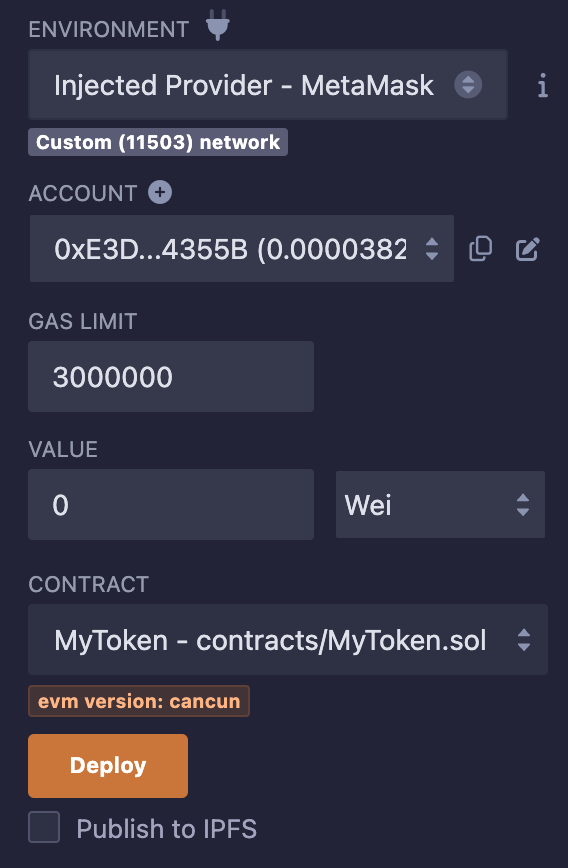 ENVIRONMENT
Injected Provider - MetaMask
i
Custom (11503) network
ACCOUNT
0xE3D...4355B (0.0000382
GAS LIMIT
3000000
VALUE
0
Wei
CONTRACT
MyToken - contracts/MyToken.sol
evm version: cancun
Deploy
Publish to IPFS